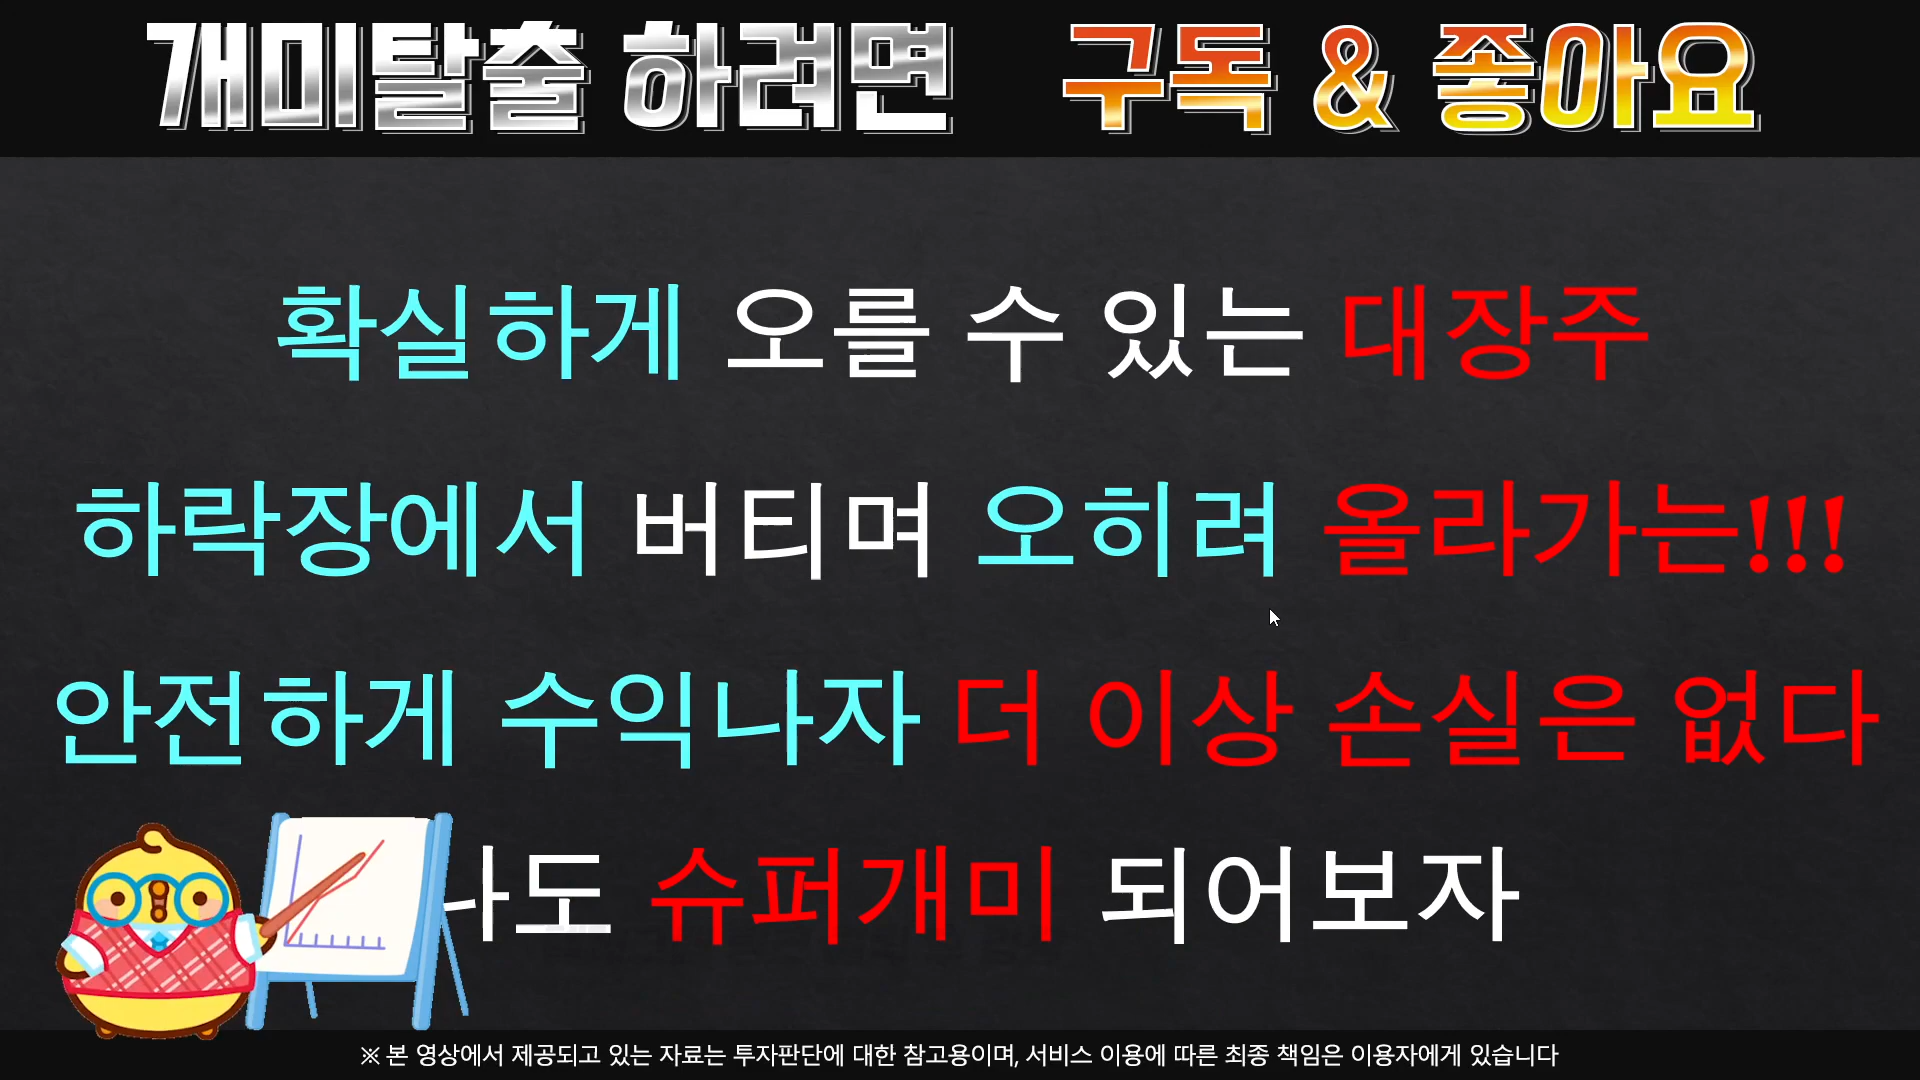 개미탈출 하려면 구독 & 좋아요
확실하게 오를 수 있는 대장주
하락장에서 버티며 오히려 올라가는!!!
안전하게 수익나자 더 이상 손실은 없다
슈퍼개미 되어보자
※ 본 영상에서 제공되고 있는 자료는 투자판단에 대한 참고용이며, 서비스 이용에 따른 최종 책임은 이용자에게 있습니다